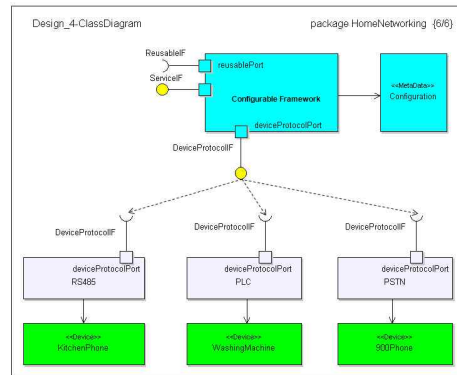 Design_4-ClassDiagram package HomeNetworking {6/6}
ReusableIF
reusablePort
ServiceIF
Configurable Framework
<<MetaData>>
Configuration
deviceProtocolPort
DeviceProtocolIF
DeviceProtocolIF DeviceProtocolIF DeviceProtocolIF
deviceProtocolPort deviceProtocolPort deviceProtocolPort
RS485 PLC PSTN
<<Device>> <<Device>> <<Device>>
KitchenPhone WashingMachine 900Phone